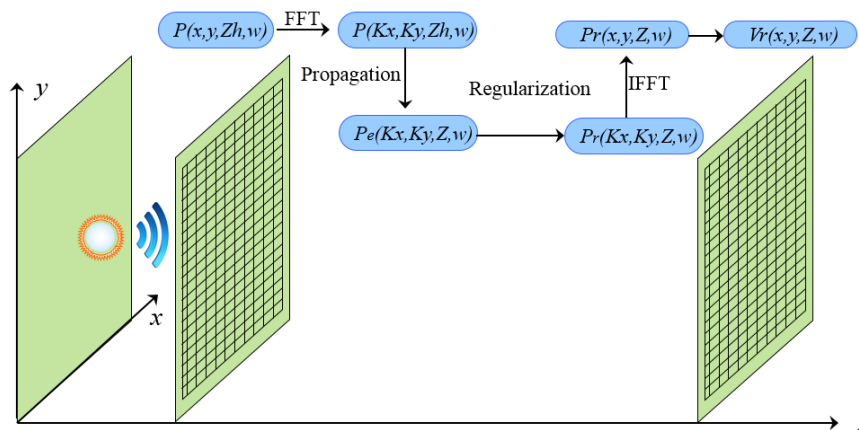 P(x,y,Zh,w)
FFT
P(Kx,Ky,Zh,w)
Pr(x,y,Z,w)
Vr(x,y,Z,w)
Propagation
Regularization
IFFT
y
Pe(Kx,Ky,Z,w)
Pr(Kx,Ky,Z,w)
x